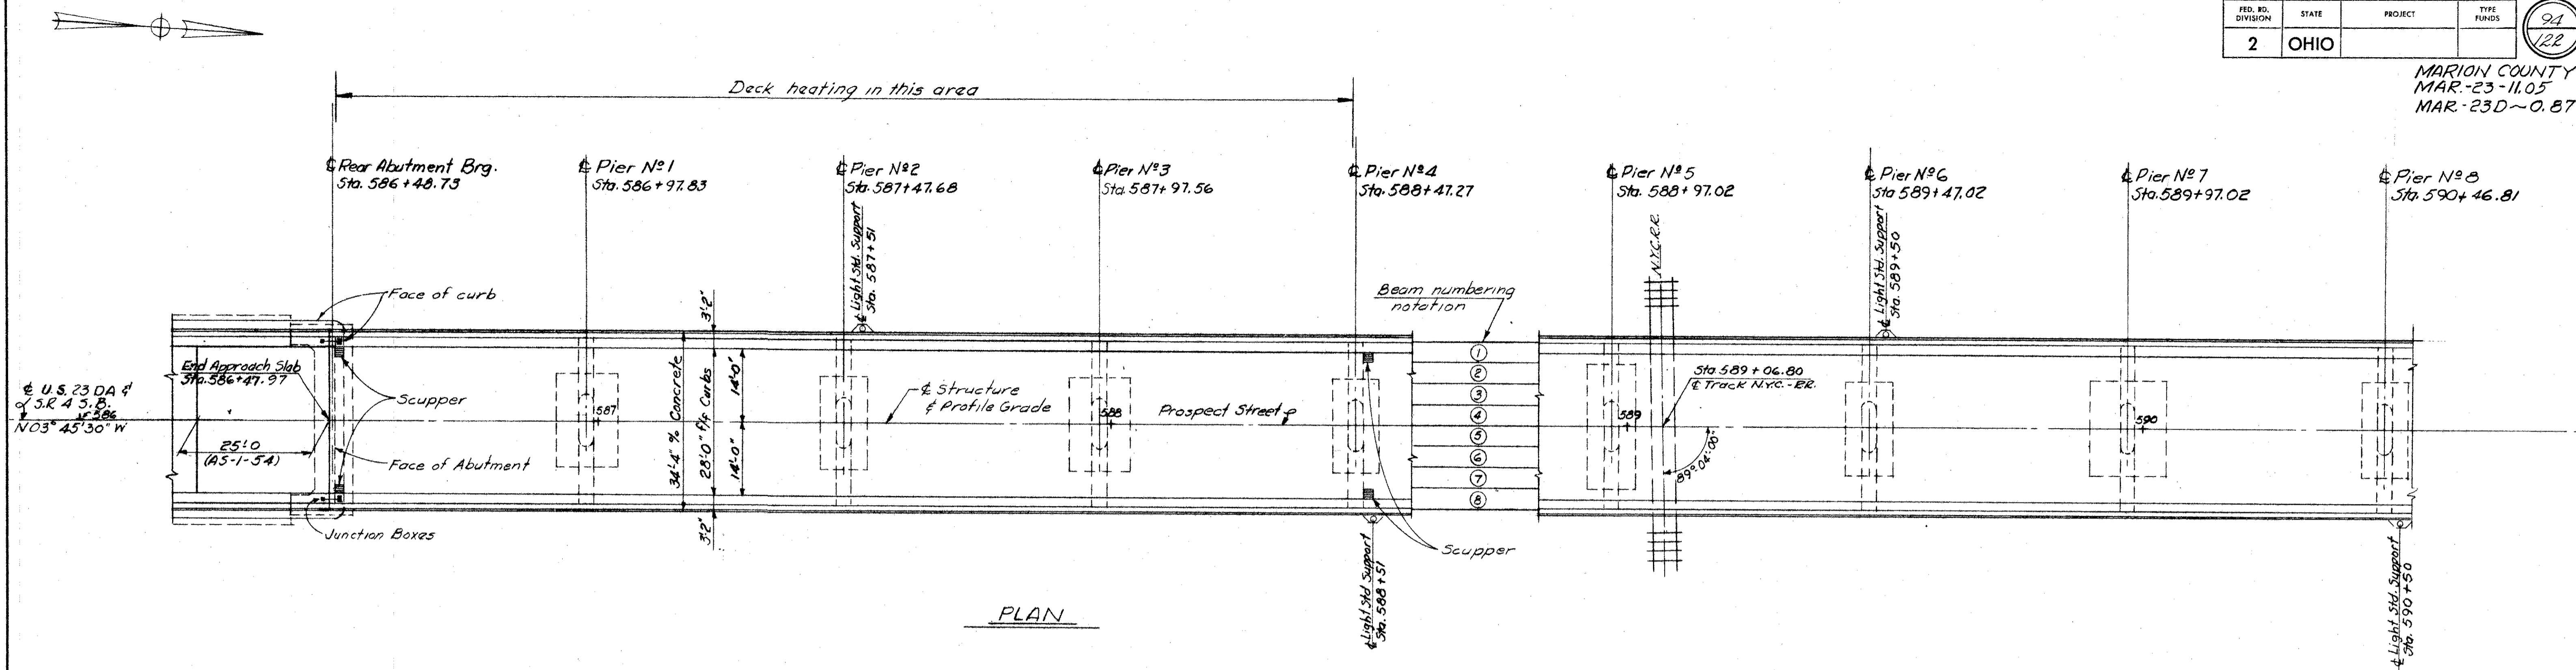 FED. RD. DIVISION STATE PROJECT TYPE FUNDS
2 OHIO
94
122
MARION COUNTY
MAR.-23-11.05
MAR.-23D~0.87
Deck heating in this area
℄ Rear Abutment Brg.
Sta. 586+48.73
℄ Pier Nº1
Sta. 586+97.83
℄ Pier Nº2
Sta. 587+47.68
℄ Pier Nº3
Sta. 587+97.56
℄ Pier Nº4
Sta. 588+47.27
℄ Pier Nº5
Sta. 588+97.02
℄ Pier Nº6
Sta. 589+47.02
℄ Pier Nº7
Sta. 589+97.02
℄ Pier Nº8
Sta. 590+46.81
℄ Light Std. Support
Sta. 587+51
N.Y.C.R.R.
℄ Light Std. Support
Sta. 589+50
Face of curb
3'-2"
Beam numbering
notation
End Approach Slab
Sta. 586+47.97
℄ U.S. 23 DA &
S.R. 4 S.B.
586
N03° 45' 30" W
25'-0
(AS-1-54)
Scupper
Face of Abutment
Junction Boxes
587
34'-4" % Concrete
28'-0" f/f Curbs
14'-0"
14'-0"
3'-2"
℄ Structure
℄ Profile Grade
588
Prospect Street
1
2
3
4
5
6
7
8
Scupper
589
Sta. 589+06.80
℄ Track N.Y.C.-RR.
89°-04'-00"
590
℄ Light Std Support
Sta. 588+51
℄ Light Std. Support
Sta. 590+50
PLAN